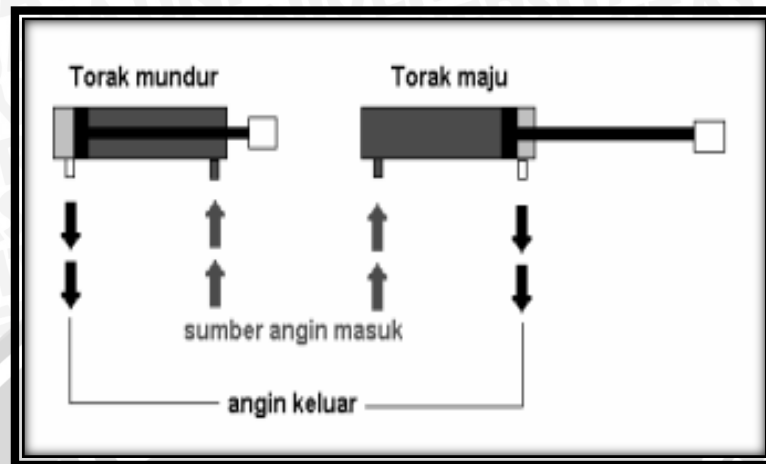 Torak mundur
Torak maju
sumber angin masuk
angin keluar